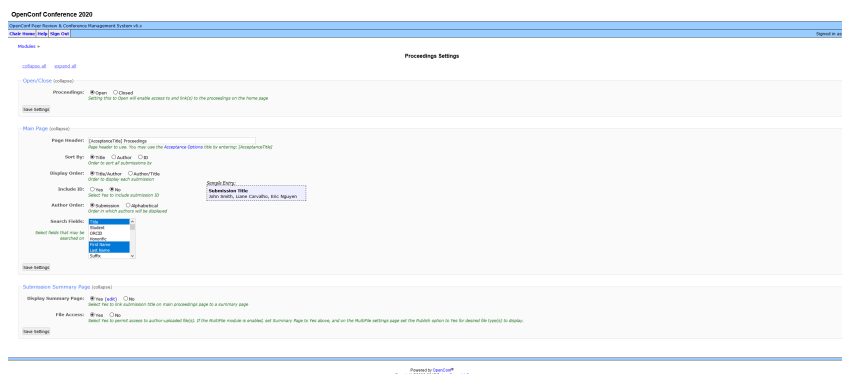 OpenConf Conference 2020
OpenConf Peer Review & Conference Management System v6.x
Chair Home| Help| Sign Out|
Signed in as
Modules »
Proceedings Settings
collapse all expand all
Open/Close (collapse)
Proceedings: Open Closed
Setting this to Open will enable access to and link(s) to the proceedings on the home page
Save Settings
Main Page (collapse)
Page Header: [AcceptanceTitle] Proceedings
Page header to use. You may use the Acceptance Options title by entering: [AcceptanceTitle]
Sort By: Title Author ID
Order to sort all submissions by
Display Order: Title/Author Author/Title
Order to display each submission
Include ID: Yes No
Select Yes to include submission ID
Sample Entry:
Submission Title
John Smith, Liane Carvalho, Eric Nguyen
Author Order: Submission Alphabetical
Order in which authors will be displayed
Search Fields:
Select fields that may be searched on
Title
Student
ORCID
Honorific
First Name
Last Name
Suffix
Save Settings
Submission Summary Page (collapse)
Display Summary Page: Yes (edit) No
Select Yes to link submission title on main proceedings page to a summary page
File Access: Yes No
Select Yes to permit access to author-uploaded file(s). If the MultiFile module is enabled, set Summary Page to Yes above, and on the MultiFile settings page set the Publish option to Yes for desired file type(s) to display.
Save Settings
Powered by OpenConf®